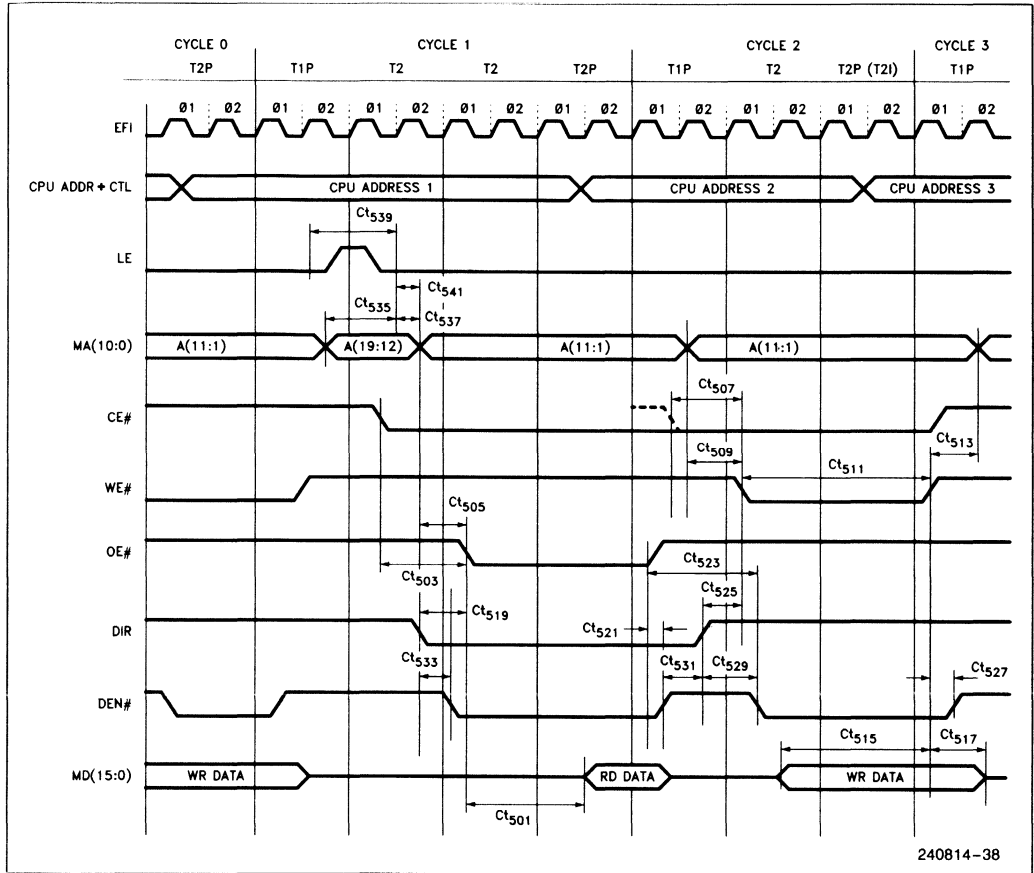 CYCLE 0 CYCLE 1 CYCLE 2 CYCLE 3
T2P T1P T2 T2 T2P T1P T2 T2P (T2I) T1P
Ø1 Ø2 Ø1 Ø2 Ø1 Ø2 Ø1 Ø2 Ø1 Ø2 Ø1 Ø2 Ø1 Ø2 Ø1 Ø2 Ø1 Ø2
EFI
CPU ADDR + CTL CPU ADDRESS 1 CPU ADDRESS 2 CPU ADDRESS 3
Ct539
LE
Ct541
Ct535 Ct537
MA(10:0) A(11:1) A(19:12) A(11:1) A(11:1)
Ct507
CE#
Ct513
Ct509
Ct511
WE#
Ct505
OE#
Ct523
Ct503
Ct525
Ct519
DIR
Ct521
Ct533
Ct531 Ct529
Ct527
DEN#
Ct515 Ct517
MD(15:0) WR DATA RD DATA WR DATA
Ct501
240814-38